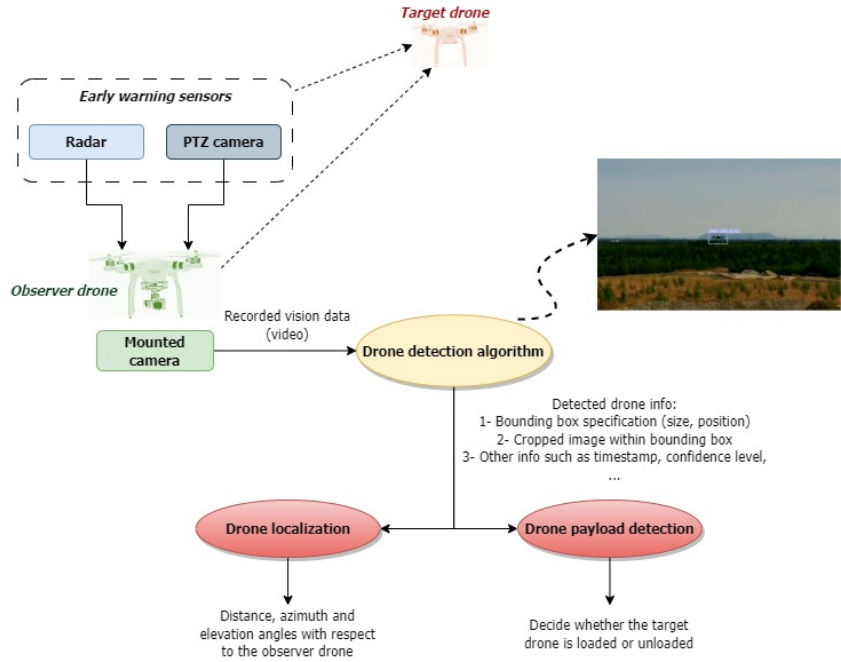 Target drone
Early warning sensors
Radar
PTZ camera
Observer drone
Mounted
camera
Recorded vision data
(video)
Drone detection algorithm
Detected drone info:
1- Bounding box specification (size, position)
2- Cropped image within bounding box
3- Other info such as timestamp, confidence level,
...
Drone localization
Drone payload detection
Distance, azimuth and
elevation angles with respect
to the observer drone
Decide whether the target
drone is loaded or unloaded